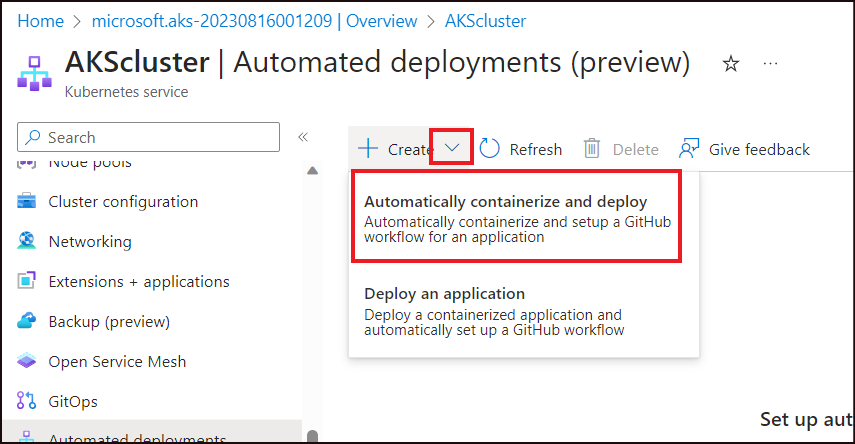 Home > microsoft.aks-20230816001209 | Overview > AKScluster
AKScluster | Automated deployments (preview)
Kubernetes service
Search
Node pools
Cluster configuration
Networking
Extensions + applications
Backup (preview)
Open Service Mesh
GitOps
Automated deployments
Create
Refresh
Delete
Give feedback
Automatically containerize and deploy
Automatically containerize and setup a GitHub
workflow for an application
Deploy an application
Deploy a containerized application and
automatically set up a GitHub workflow
Set up aut